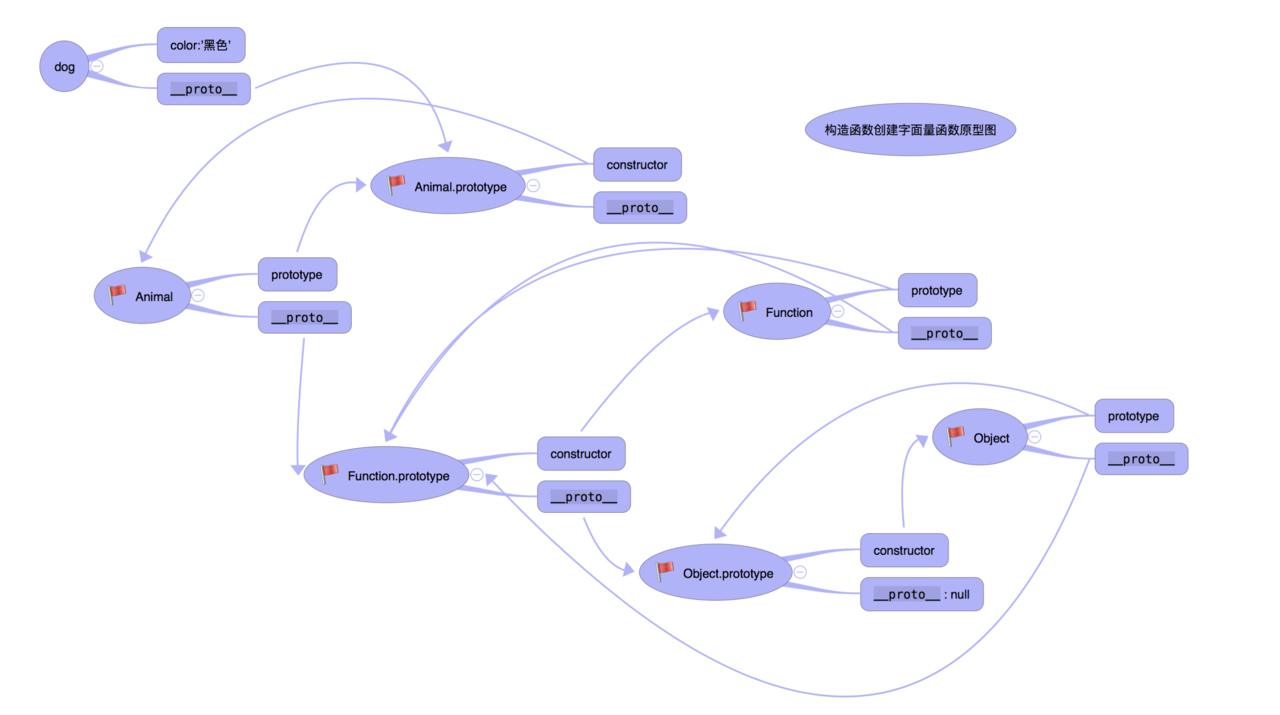 dog
color:'黑色'
__proto__
构造函数创建字面量函数原型图
Animal.prototype
constructor
__proto__
Animal
prototype
__proto__
Function
prototype
__proto__
Function.prototype
constructor
__proto__
Object
prototype
__proto__
Object.prototype
constructor
__proto__ : null